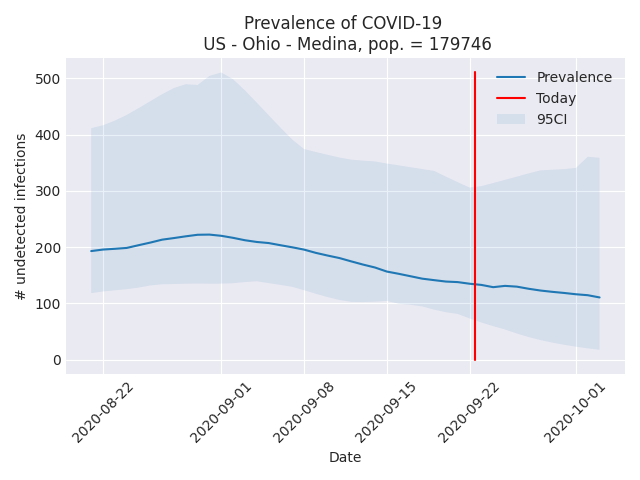 Prevalence of COVID-19
US - Ohio - Medina, pop. = 179746
Prevalence
Today
95CI
# undetected infections
500
400
300
200
100
0
2020-08-22
2020-09-01
2020-09-08
2020-09-15
2020-09-22
2020-10-01
Date